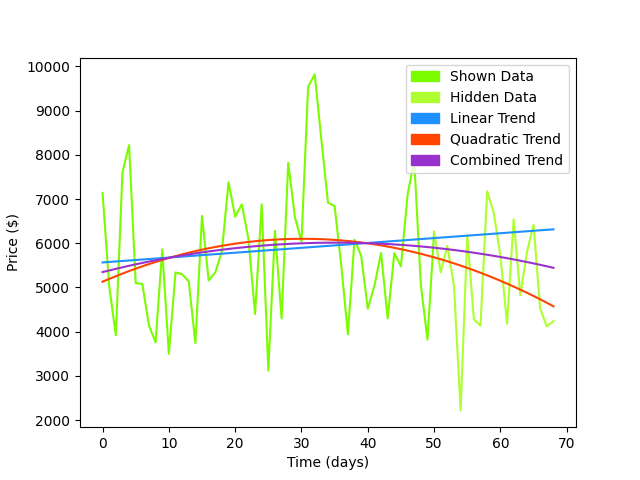 10000
9000
8000
7000
6000
5000
4000
3000
2000
Price ($)
0 10 20 30 40 50 60 70
Time (days)
Shown Data
Hidden Data
Linear Trend
Quadratic Trend
Combined Trend